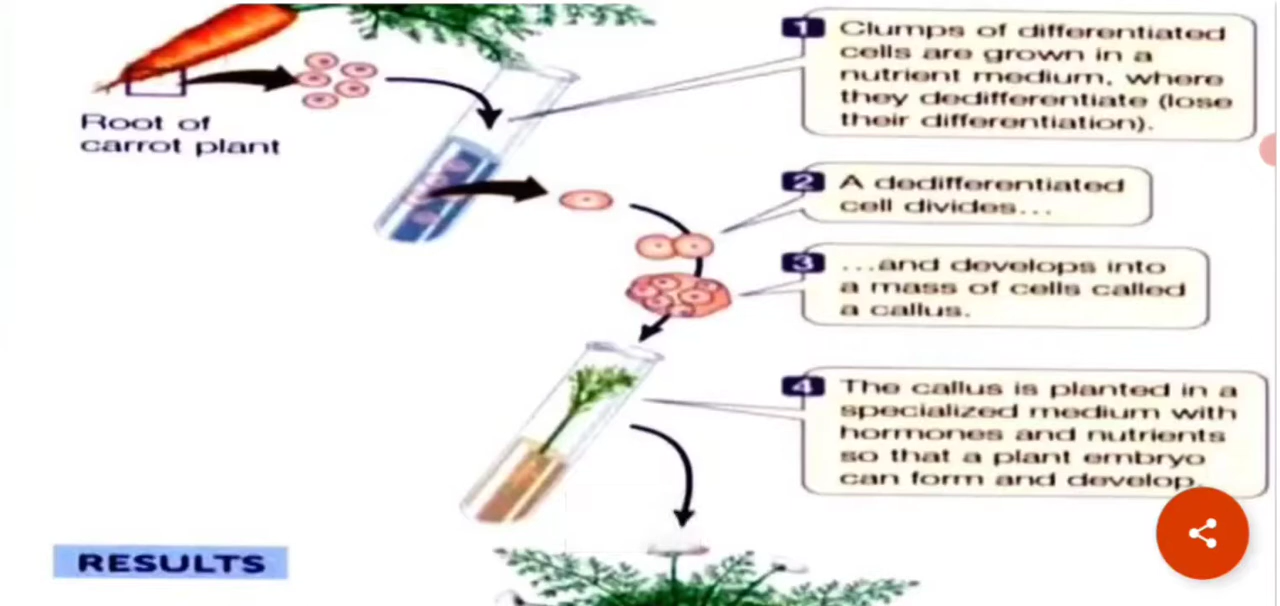 Root of
carrot plant
1 Clumps of differentiated
cells are grown in a
nutrient medium, where
they dedifferentiate (lose
their differentiation).
2 A dedifferentiated
cell divides...
3 ...and develops into
a mass of cells called
a callus.
4 The callus is planted in a
specialized medium with
hormones and nutrients
so that a plant embryo
can form and develop.
RESULTS